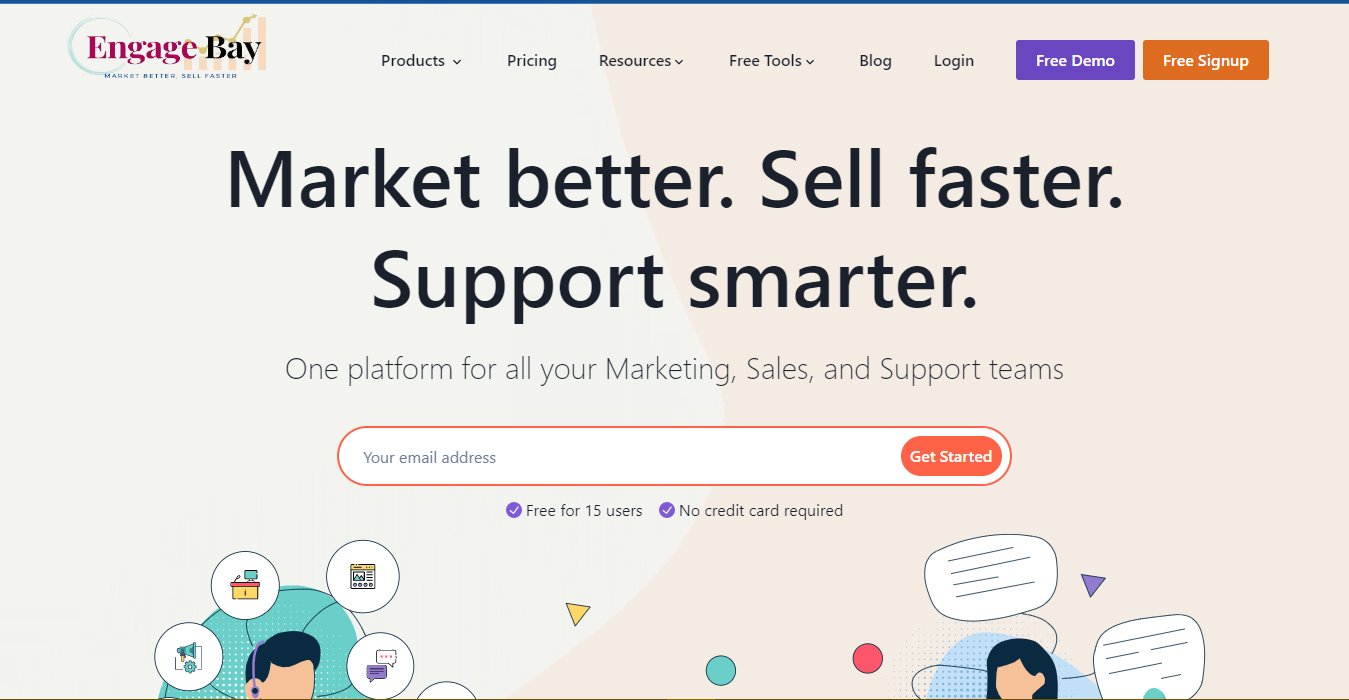 Engage Bay
MARKET BETTER, SELL FASTER
Products
Pricing
Resources
Free Tools
Blog
Login
Free Demo
Free Signup
Market better. Sell faster.
Support smarter.
One platform for all your Marketing, Sales, and Support teams
Your email address
Get Started
Free for 15 users
No credit card required